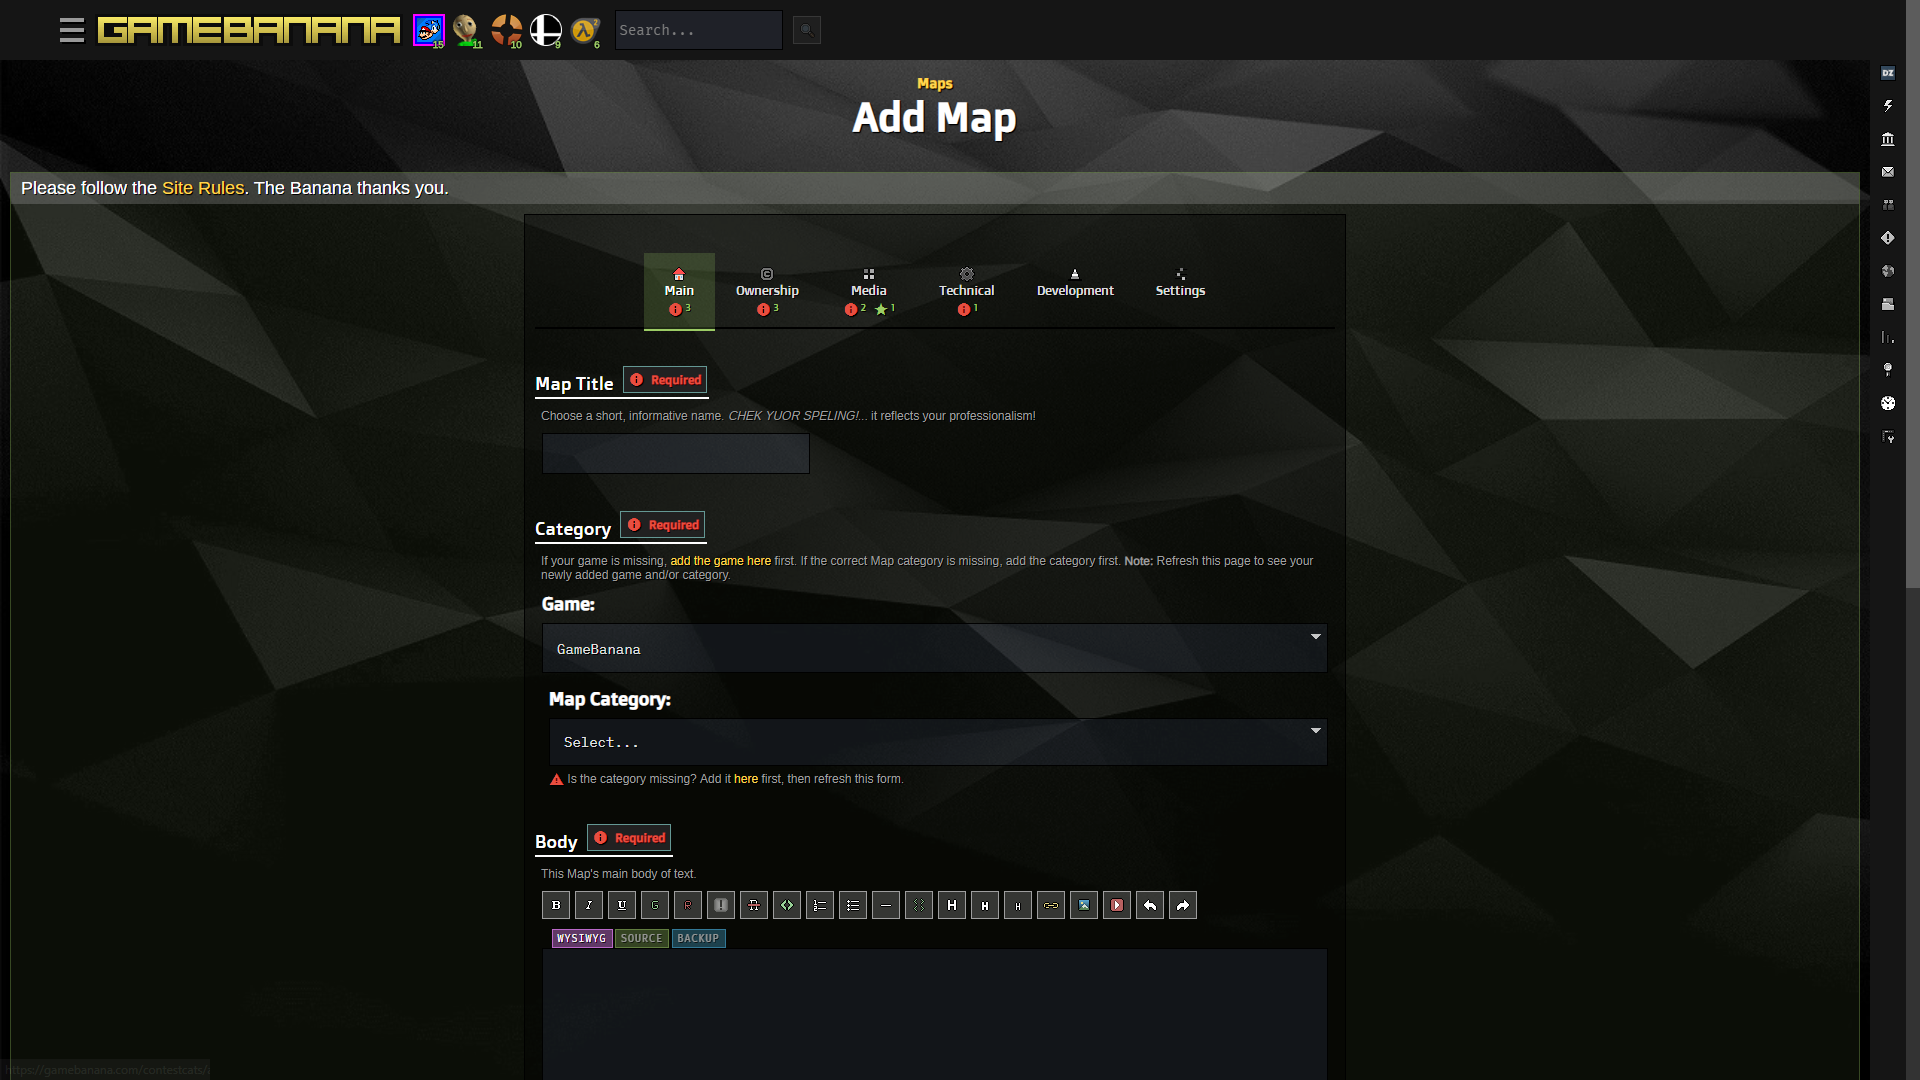 GAMEBANANA
15
11
10
9
2
6
Search...
DZ
Maps
Add Map
Please follow the Site Rules. The Banana thanks you.
Main
3
Ownership
3
Media
2
1
Technical
1
Development
Settings
Map Title
Required
Choose a short, informative name. CHEK YUOR SPELING!... it reflects your professionalism!
Category
Required
If your game is missing, add the game here first. If the correct Map category is missing, add the category first. Note: Refresh this page to see your
newly added game and/or category.
Game:
GameBanana
Map Category:
Select...
Is the category missing? Add it here first, then refresh this form.
Body
Required
This Map's main body of text.
B I U G R H H H
WYSIWYG SOURCE BACKUP
https://gamebanana.com/contestcats/